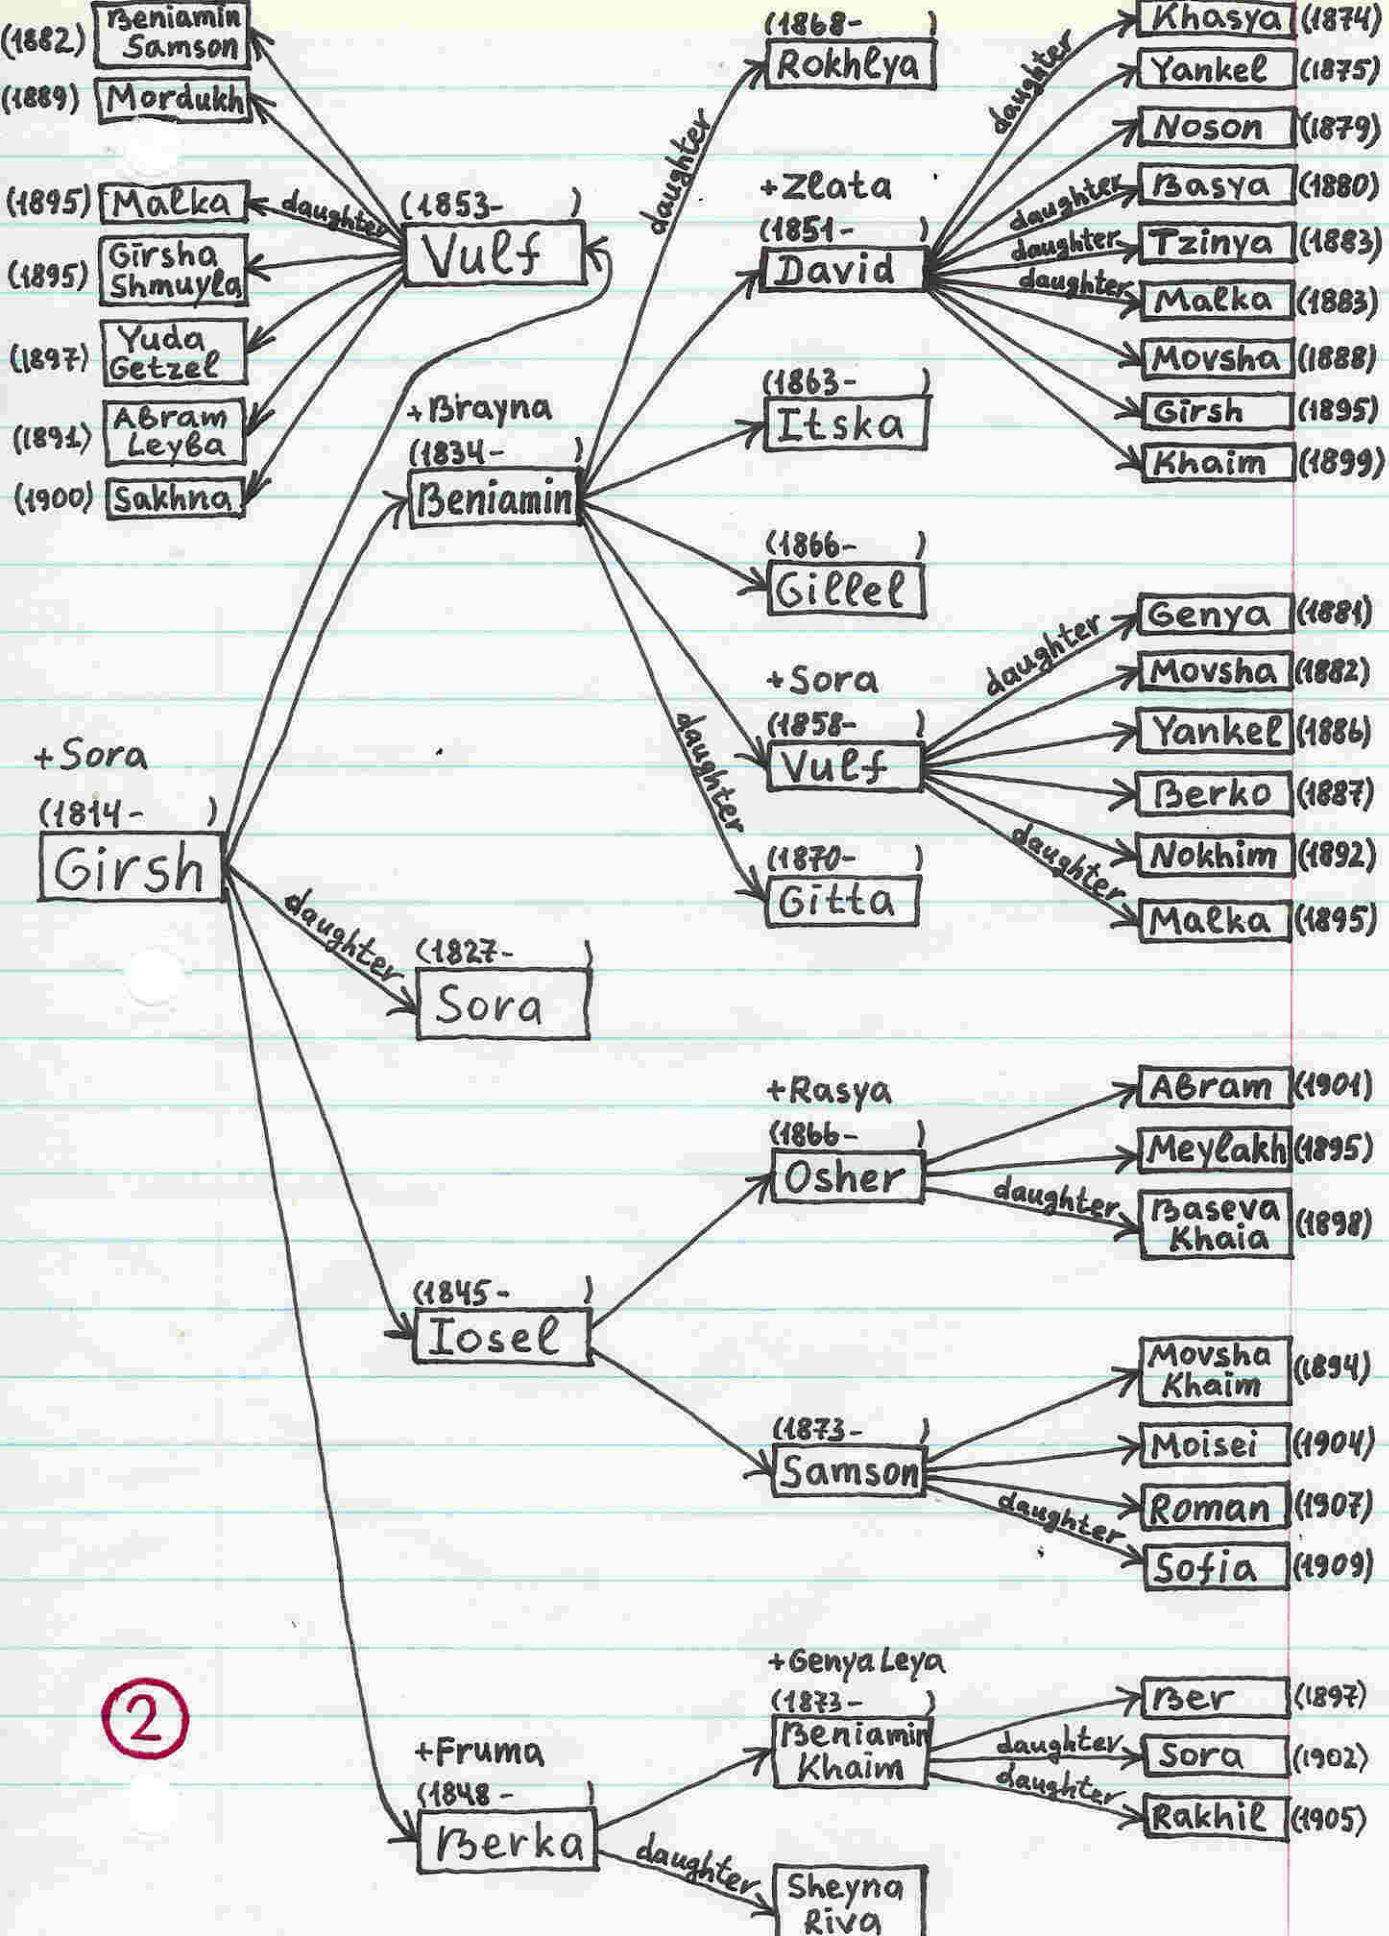 (1882)
Beniamin
Samson
(1889)
Mordukh
(1895)
Malka
daughter
(1895)
Girsha
Shmuyla
(1897)
Yuda
Getzel
(1891)
Abram
Leyba
(1900)
Sakhna
(1853- )
Vulf
+Sora
(1814- )
Girsh
+Brayna
(1834- )
Beniamin
daughter
(1827- )
Sora
(1845- )
Iosel
+Fruma
(1848- )
Berka
daughter
(1868- )
Rokhlya
+Zlata
(1851- )
David
(1863- )
Itska
(1866- )
Gillel
+Sora
(1858- )
Vulf
daughter
(1870- )
Gitta
+Rasya
(1866- )
Osher
(1873- )
Samson
+Genya Leya
(1873- )
Beniamin
Khaim
daughter
Sheyna
Riva
daughter
Khasya (1874)
Yankel (1875)
Noson (1879)
daughter
Basya (1880)
daughter
Tzinya (1883)
daughter
Malka (1883)
Movsha (1888)
Girsh (1895)
Khaim (1899)
daughter
Genya (1881)
Movsha (1882)
Yankel (1886)
Berko (1887)
Nokhim (1892)
daughter
Malka (1895)
Abram (1901)
Meylakh (1895)
daughter
Baseva
Khaia
(1898)
Movsha
Khaim
(1894)
Moisei (1904)
Roman (1907)
daughter
Sofia (1909)
Ber (1897)
daughter
Sora (1902)
daughter
Rakhil (1905)
2